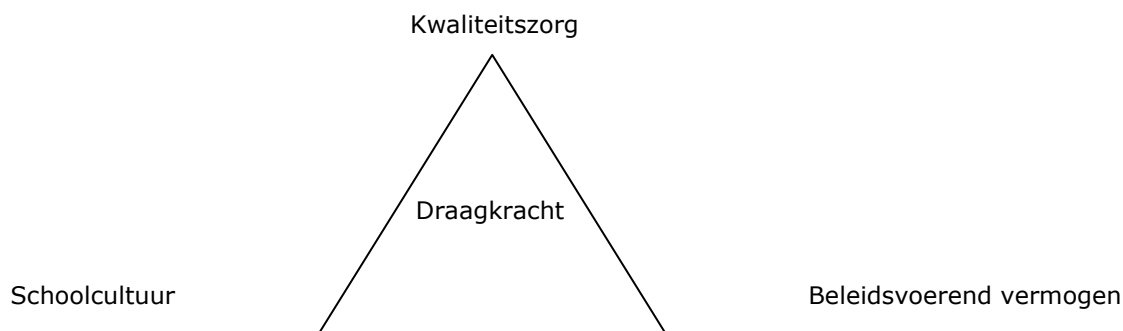 Kwaliteitszorg
Draagkracht
Schoolcultuur
Beleidsvoerend vermogen